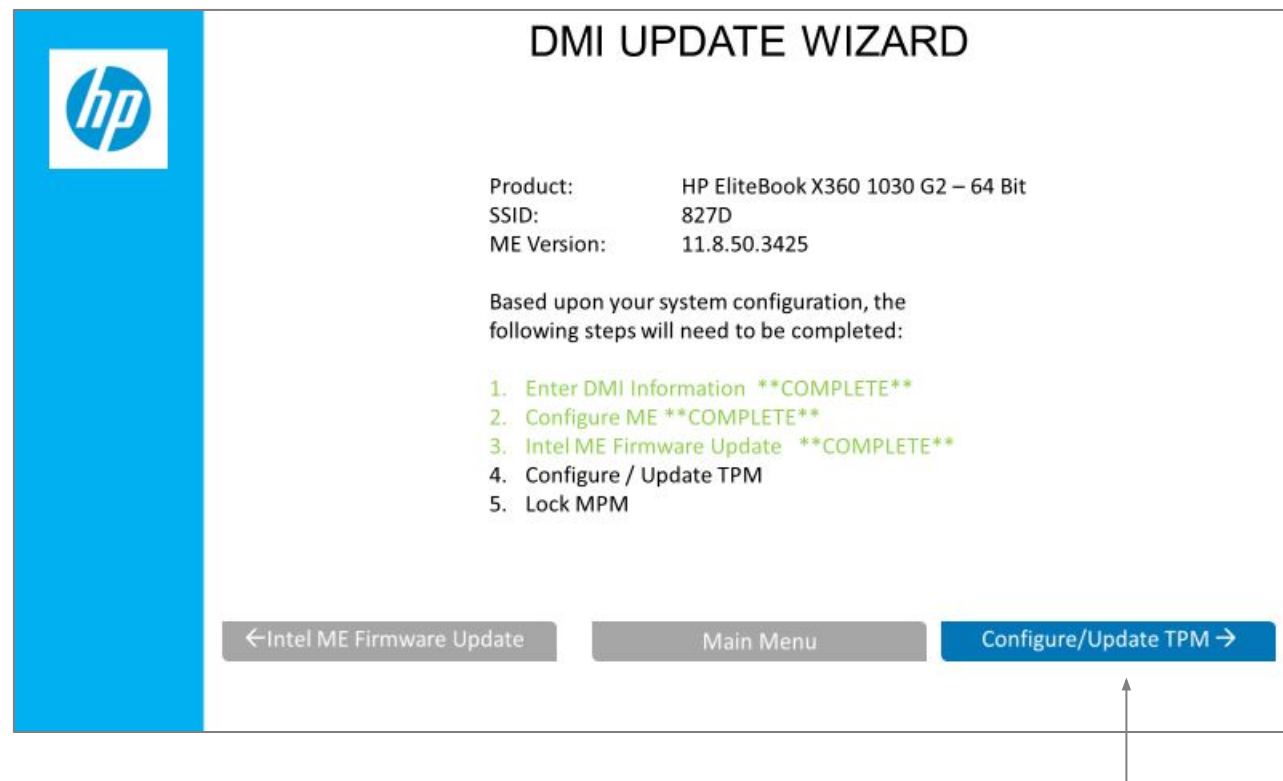 DMI UPDATE WIZARD
hp
Product: HP EliteBook X360 1030 G2 – 64 Bit
SSID: 827D
ME Version: 11.8.50.3425
Based upon your system configuration, the
following steps will need to be completed:
1. Enter DMI Information **COMPLETE**
2. Configure ME **COMPLETE**
3. Intel ME Firmware Update **COMPLETE**
4. Configure / Update TPM
5. Lock MPM
←Intel ME Firmware Update
Main Menu
Configure/Update TPM →